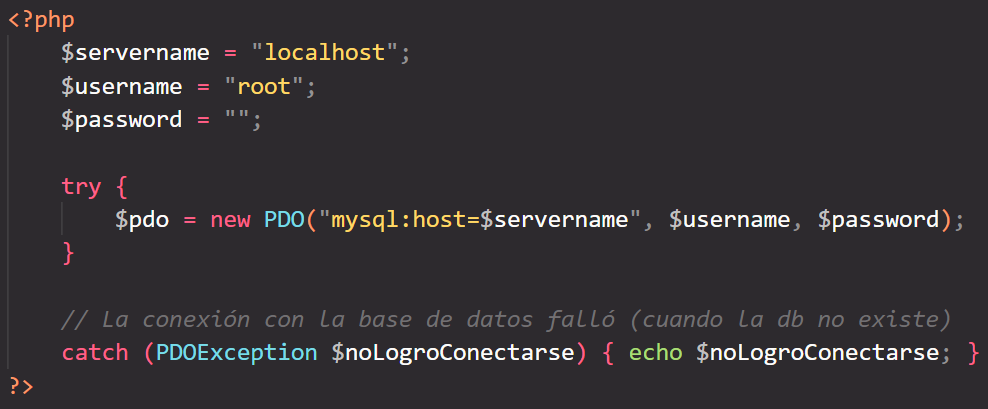 <?php
$servername = "localhost";
$username = "root";
$password = "";
try {
$pdo = new PDO("mysql:host=$servername", $username, $password);
}
// La conexión con la base de datos falló (cuando la db no existe)
catch (PDOException $noLogroConectarse) { echo $noLogroConectarse; }
?>